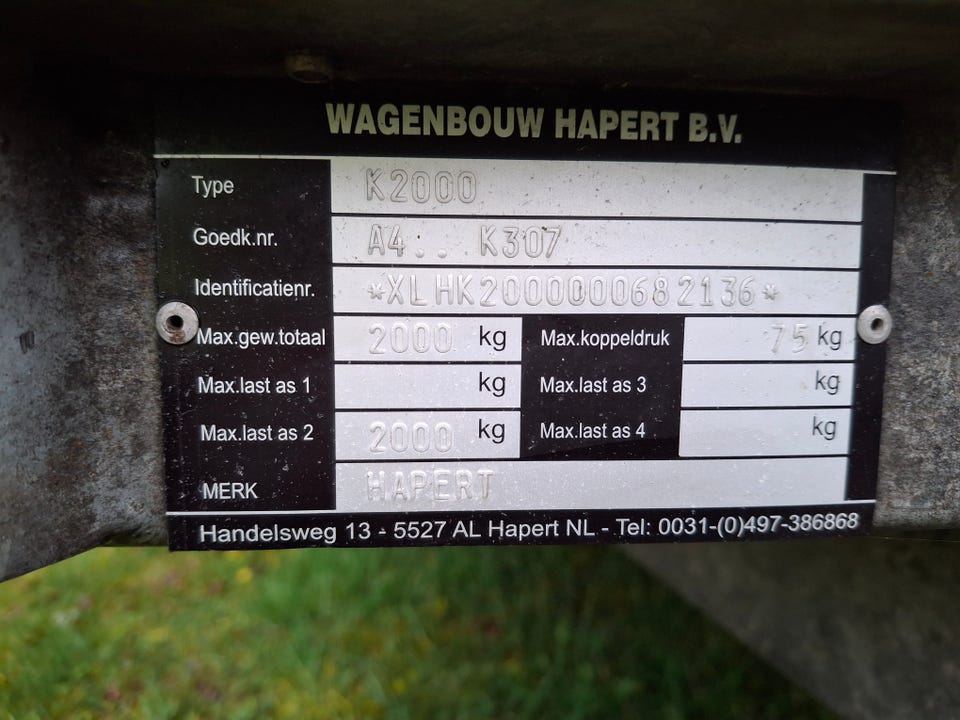 WAGENBOUW HAPERT B.V.
Type K2000
Goedk.nr. A4.. K307
Identificatienr. *XLHK2000000682136*
Max.gew.totaal 2000 kg Max.koppeldruk 75 kg
Max.last as 1 kg Max.last as 3 kg
Max.last as 2 2000 kg Max.last as 4 kg
MERK HAPERT
Handelsweg 13 - 5527 AL Hapert NL - Tel: 0031-(0)497-386868